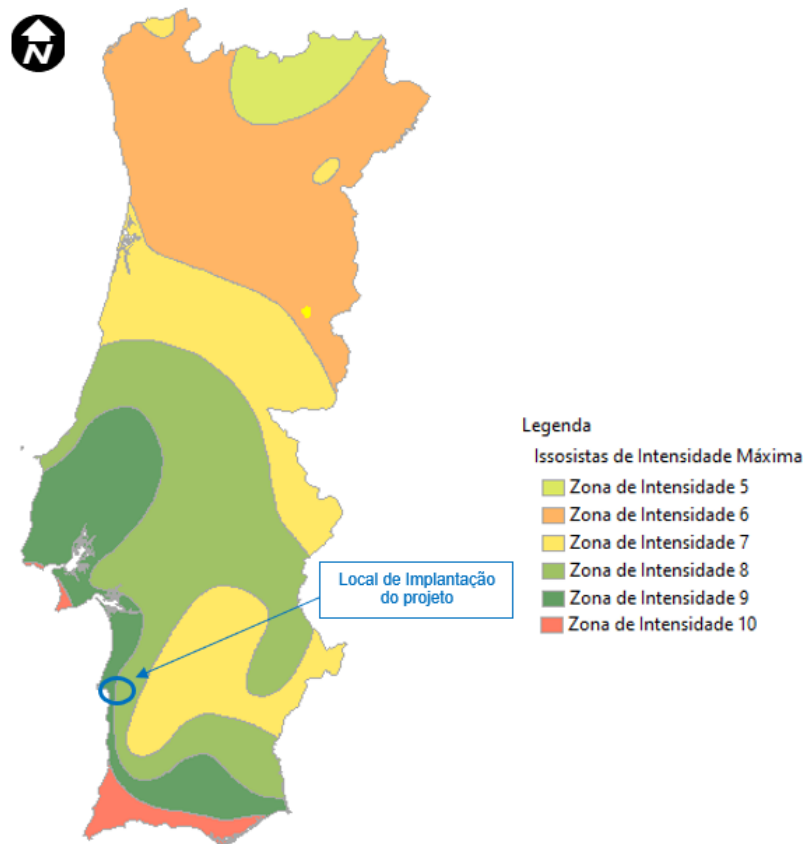 N
Legenda
Issosistas de Intensidade Máxima
Zona de Intensidade 5
Zona de Intensidade 6
Zona de Intensidade 7
Zona de Intensidade 8
Zona de Intensidade 9
Zona de Intensidade 10
Local de Implantação
do projeto